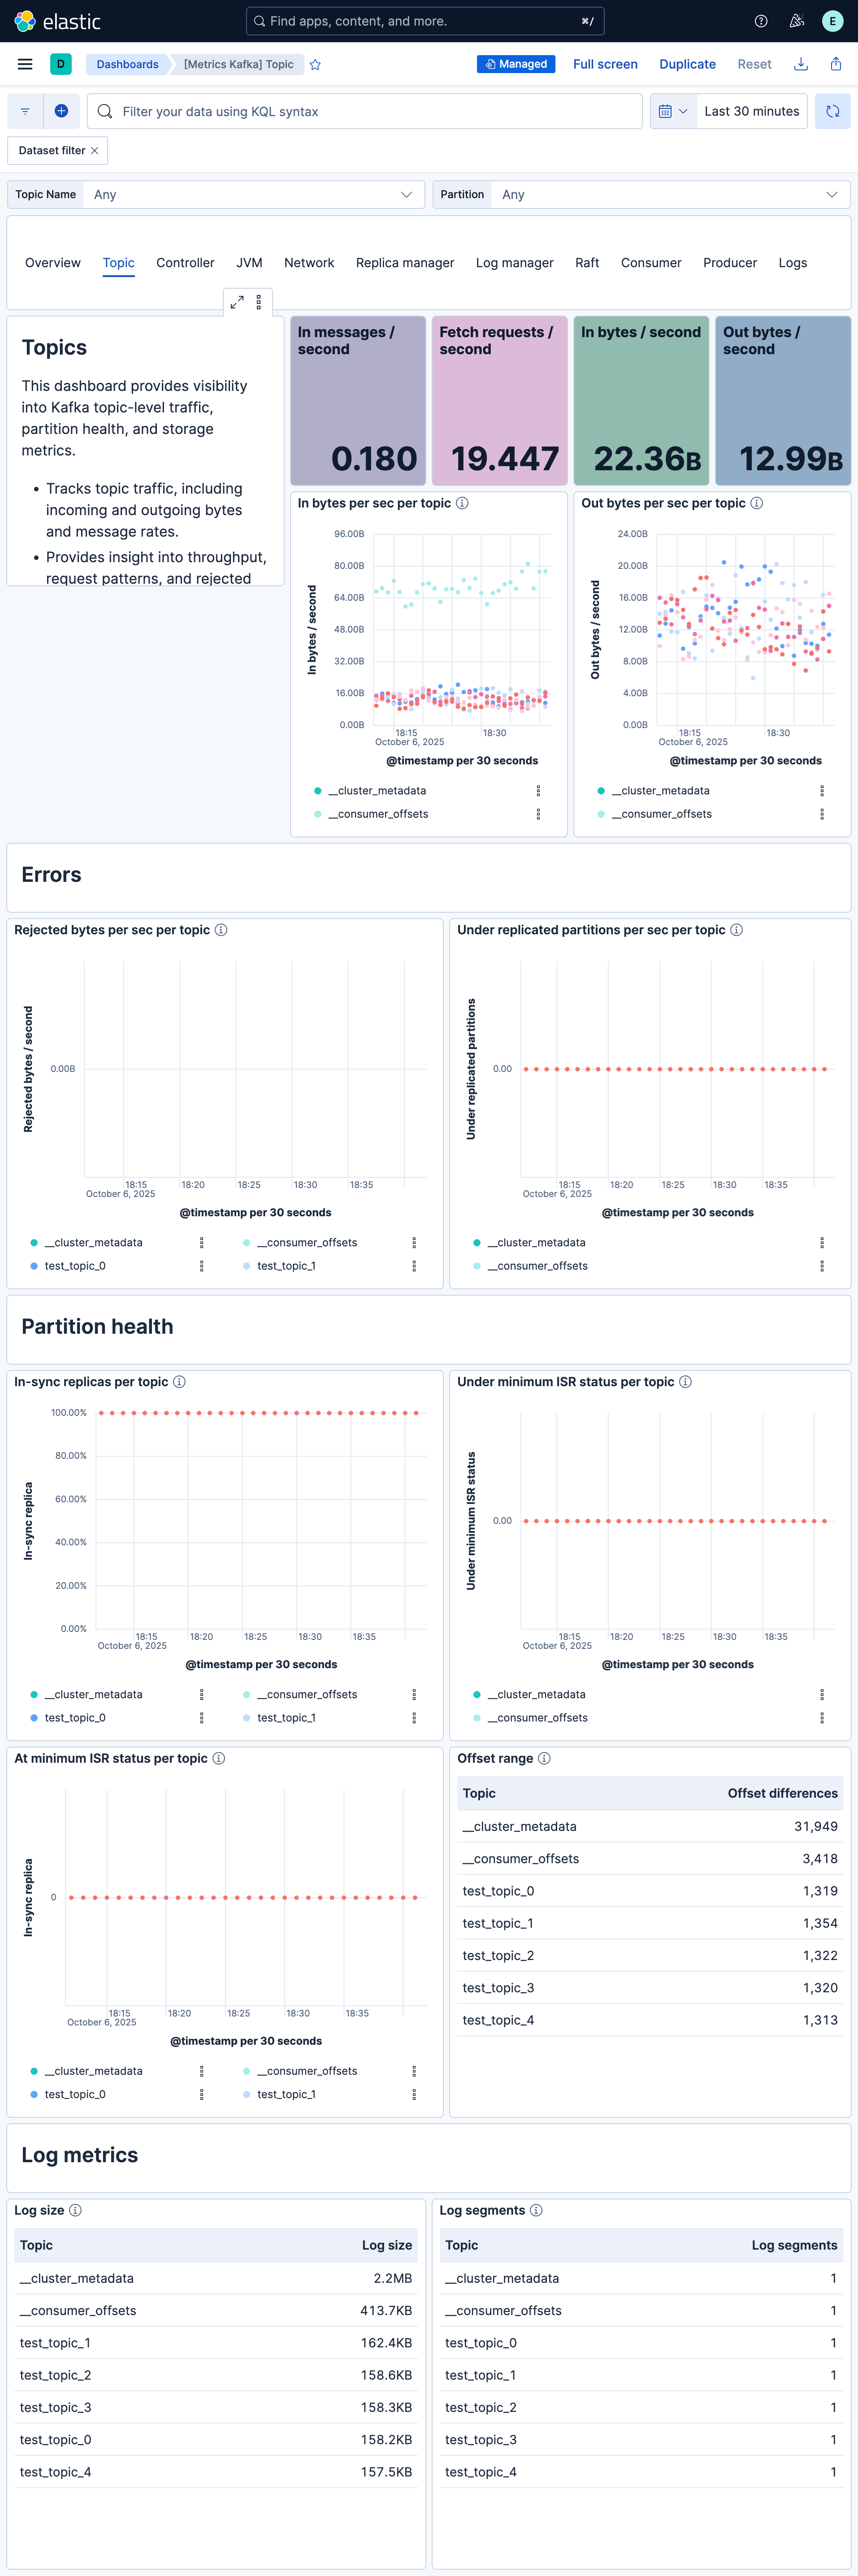 elastic
Find apps, content, and more.
⌘/
E
D
Dashboards
[Metrics Kafka] Topic
Managed
Full screen
Duplicate
Reset
Filter your data using KQL syntax
Last 30 minutes
Dataset filter
Topic Name
Any
Partition
Any
Overview
Topic
Controller
JVM
Network
Replica manager
Log manager
Raft
Consumer
Producer
Logs
Topics
This dashboard provides visibility
into Kafka topic-level traffic,
partition health, and storage
metrics.
• Tracks topic traffic, including
incoming and outgoing bytes
and message rates.
• Provides insight into throughput,
request patterns, and rejected
In messages /
second
0.180
Fetch requests /
second
19.447
In bytes / second
22.36B
Out bytes /
second
12.99B
In bytes per sec per topic
In bytes / second
96.00B
80.00B
64.00B
48.00B
32.00B
16.00B
0.00B
18:15
18:30
October 6, 2025
@timestamp per 30 seconds
__cluster_metadata
__consumer_offsets
Out bytes per sec per topic
Out bytes / second
24.00B
20.00B
16.00B
12.00B
8.00B
4.00B
0.00B
18:15
18:30
October 6, 2025
@timestamp per 30 seconds
__cluster_metadata
__consumer_offsets
Errors
Rejected bytes per sec per topic
Rejected bytes / second
0.00B
18:15
18:20
18:25
18:30
18:35
October 6, 2025
@timestamp per 30 seconds
__cluster_metadata
__consumer_offsets
test_topic_0
test_topic_1
Under replicated partitions per sec per topic
Under replicated partitions
0.00
18:15
18:20
18:25
18:30
18:35
October 6, 2025
@timestamp per 30 seconds
__cluster_metadata
__consumer_offsets
Partition health
In-sync replicas per topic
In-sync replica
100.00%
80.00%
60.00%
40.00%
20.00%
0.00%
18:15
18:20
18:25
18:30
18:35
October 6, 2025
@timestamp per 30 seconds
__cluster_metadata
__consumer_offsets
test_topic_0
test_topic_1
Under minimum ISR status per topic
Under minimum ISR status
0.00
18:15
18:20
18:25
18:30
18:35
October 6, 2025
@timestamp per 30 seconds
__cluster_metadata
__consumer_offsets
At minimum ISR status per topic
In-sync replica
0
18:15
18:20
18:25
18:30
18:35
October 6, 2025
@timestamp per 30 seconds
__cluster_metadata
__consumer_offsets
test_topic_0
test_topic_1
Offset range
Topic Offset differences
__cluster_metadata 31,949
__consumer_offsets 3,418
test_topic_0 1,319
test_topic_1 1,354
test_topic_2 1,322
test_topic_3 1,320
test_topic_4 1,313
Log metrics
Log size
Topic Log size
__cluster_metadata 2.2MB
__consumer_offsets 413.7KB
test_topic_1 162.4KB
test_topic_2 158.6KB
test_topic_3 158.3KB
test_topic_0 158.2KB
test_topic_4 157.5KB
Log segments
Topic Log segments
__cluster_metadata 1
__consumer_offsets 1
test_topic_0 1
test_topic_1 1
test_topic_2 1
test_topic_3 1
test_topic_4 1